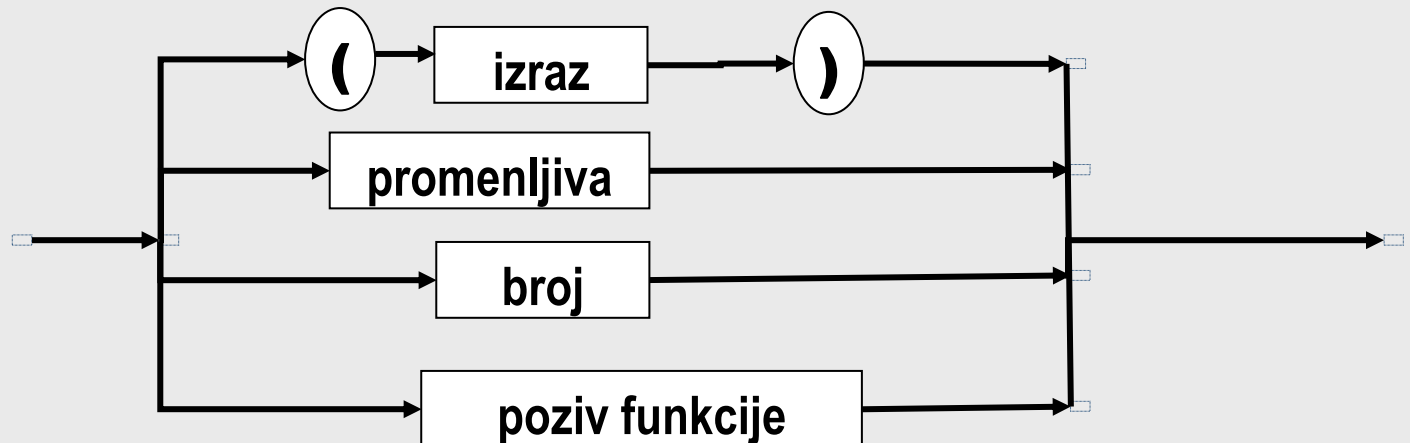 ( izraz )
promenljiva
broj
poziv funkcije